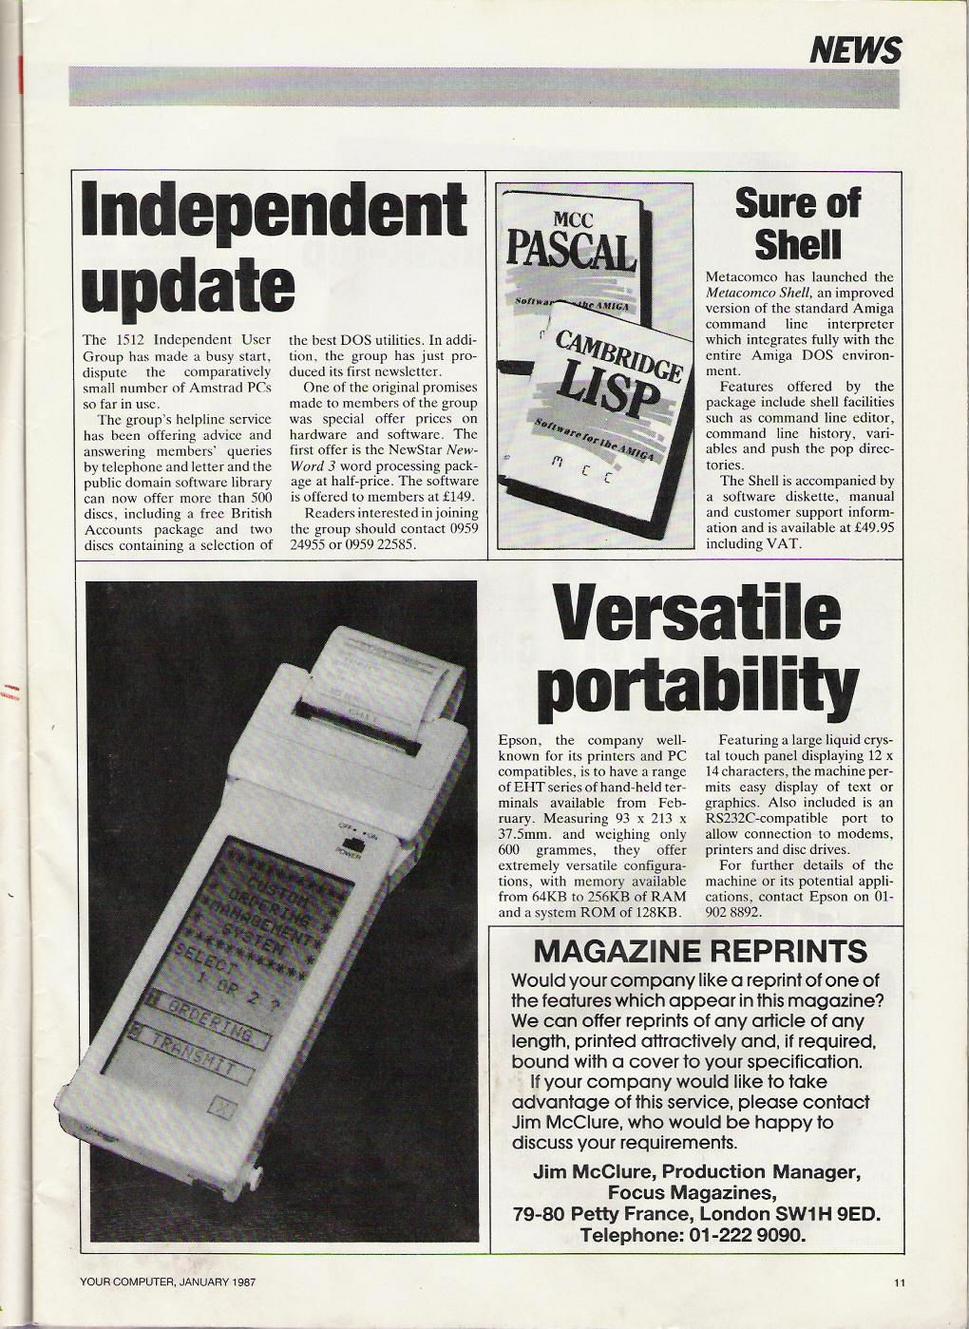 NEWS
Independent
update
The 1512 Independent User
Group has made a busy start,
dispute the comparatively
small number of Amstrad PCs
so far in use.
The group's helpline service
has been offering advice and
answering members' queries
by telephone and letter and the
public domain software library
can now offer more than 500
discs, including a free British
Accounts package and two
discs containing a selection of
the best DOS utilities. In addi-
tion, the group has just pro-
duced its first newsletter.
One of the original promises
made to members of the group
was special offer prices on
hardware and software. The
first offer is the NewStar New-
Word 3 word processing pack-
age at half-price. The software
is offered to members at £149.
Readers interested in joining
the group should contact 0959
24955 or 0959 22585.
MCC
PASCAL
Software for the AMIGA
CAMBRIDGE
LISP
Software for the AMIGA
M C C
Sure of
Shell
Metacomco has launched the
Metacomco Shell, an improved
version of the standard Amiga
command line interpreter
which integrates fully with the
entire Amiga DOS environ-
ment.
Features offered by the
package include shell facilities
such as command line editor,
command line history, vari-
ables and push the pop direc-
tories.
The Shell is accompanied by
a software diskette, manual
and customer support inform-
ation and is available at £49.95
including VAT.
OFF ON
POWER
CUSTOM
ORDERING
MANAGEMENT
SYSTEM
SELECT
1 OR 2 ?
1 ORDERING
2 TRANSMIT
X
Versatile
portability
Epson, the company well-
known for its printers and PC
compatibles, is to have a range
of EHT series of hand-held ter-
minals available from Feb-
ruary. Measuring 93 x 213 x
37.5mm. and weighing only
600 grammes, they offer
extremely versatile configura-
tions, with memory available
from 64KB to 256KB of RAM
and a system ROM of 128KB.
Featuring a large liquid crys-
tal touch panel displaying 12 x
14 characters, the machine per-
mits easy display of text or
graphics. Also included is an
RS232C-compatible port to
allow connection to modems,
printers and disc drives.
For further details of the
machine or its potential appli-
cations, contact Epson on 01-
902 8892.
MAGAZINE REPRINTS
Would your company like a reprint of one of
the features which appear in this magazine?
We can offer reprints of any article of any
length, printed attractively and, if required,
bound with a cover to your specification.
If your company would like to take
advantage of this service, please contact
Jim McClure, who would be happy to
discuss your requirements.
Jim McClure, Production Manager,
Focus Magazines,
79-80 Petty France, London SW1H 9ED.
Telephone: 01-222 9090.
YOUR COMPUTER, JANUARY 1987
11